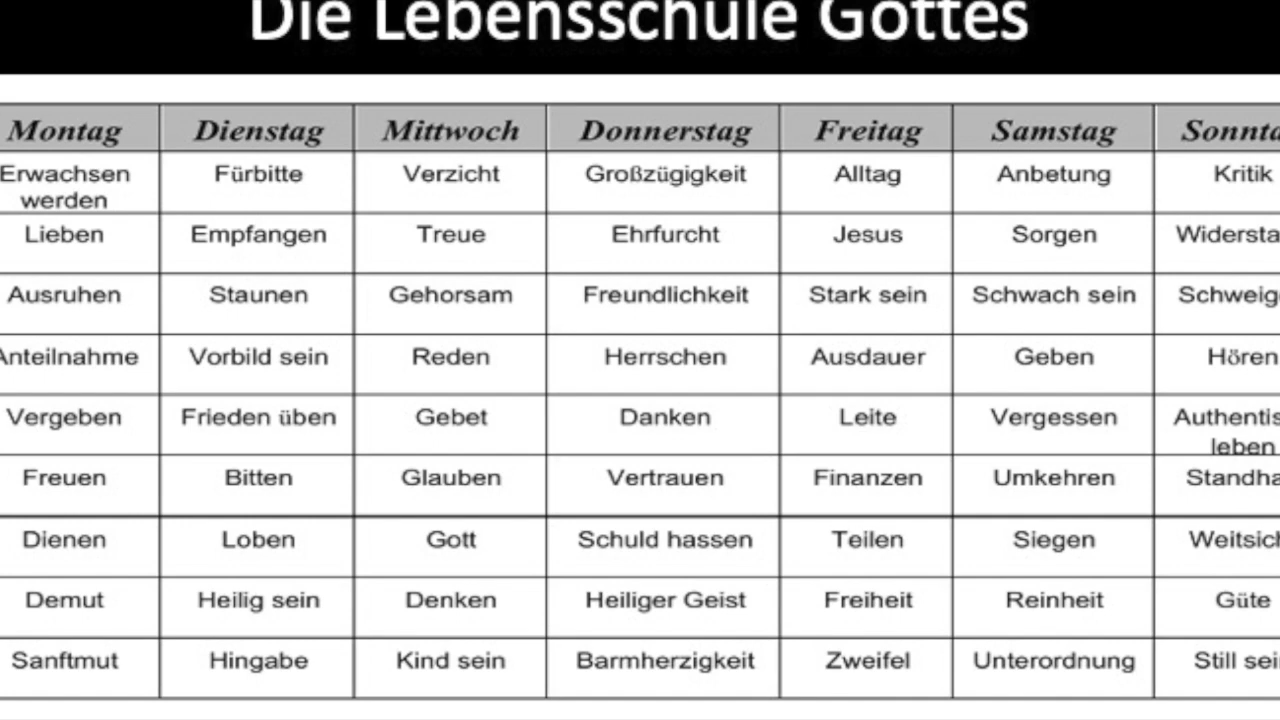 Die Lebensschule Gottes
Montag Dienstag Mittwoch Donnerstag Freitag Samstag
Erwachsen Fürbitte Verzicht Großzügigkeit Alltag Anbetung Kritik
werden
Lieben Empfangen Treue Ehrfurcht Jesus Sorgen
Ausruhen Staunen Gehorsam Freundlichkeit Stark sein Schwach sein
Anteilnahme Vorbild sein Reden Herrschen Ausdauer Geben Hören
Vergeben Frieden üben Gebet Danken Leite Vergessen
leben
Freuen Bitten Glauben Vertrauen Finanzen Umkehren
Dienen Loben Gott Schuld hassen Teilen Siegen
Demut Heilig sein Denken Heiliger Geist Freiheit Reinheit Güte
Sanftmut Hingabe Kind sein Barmherzigkeit Zweifel Unterordnung Still